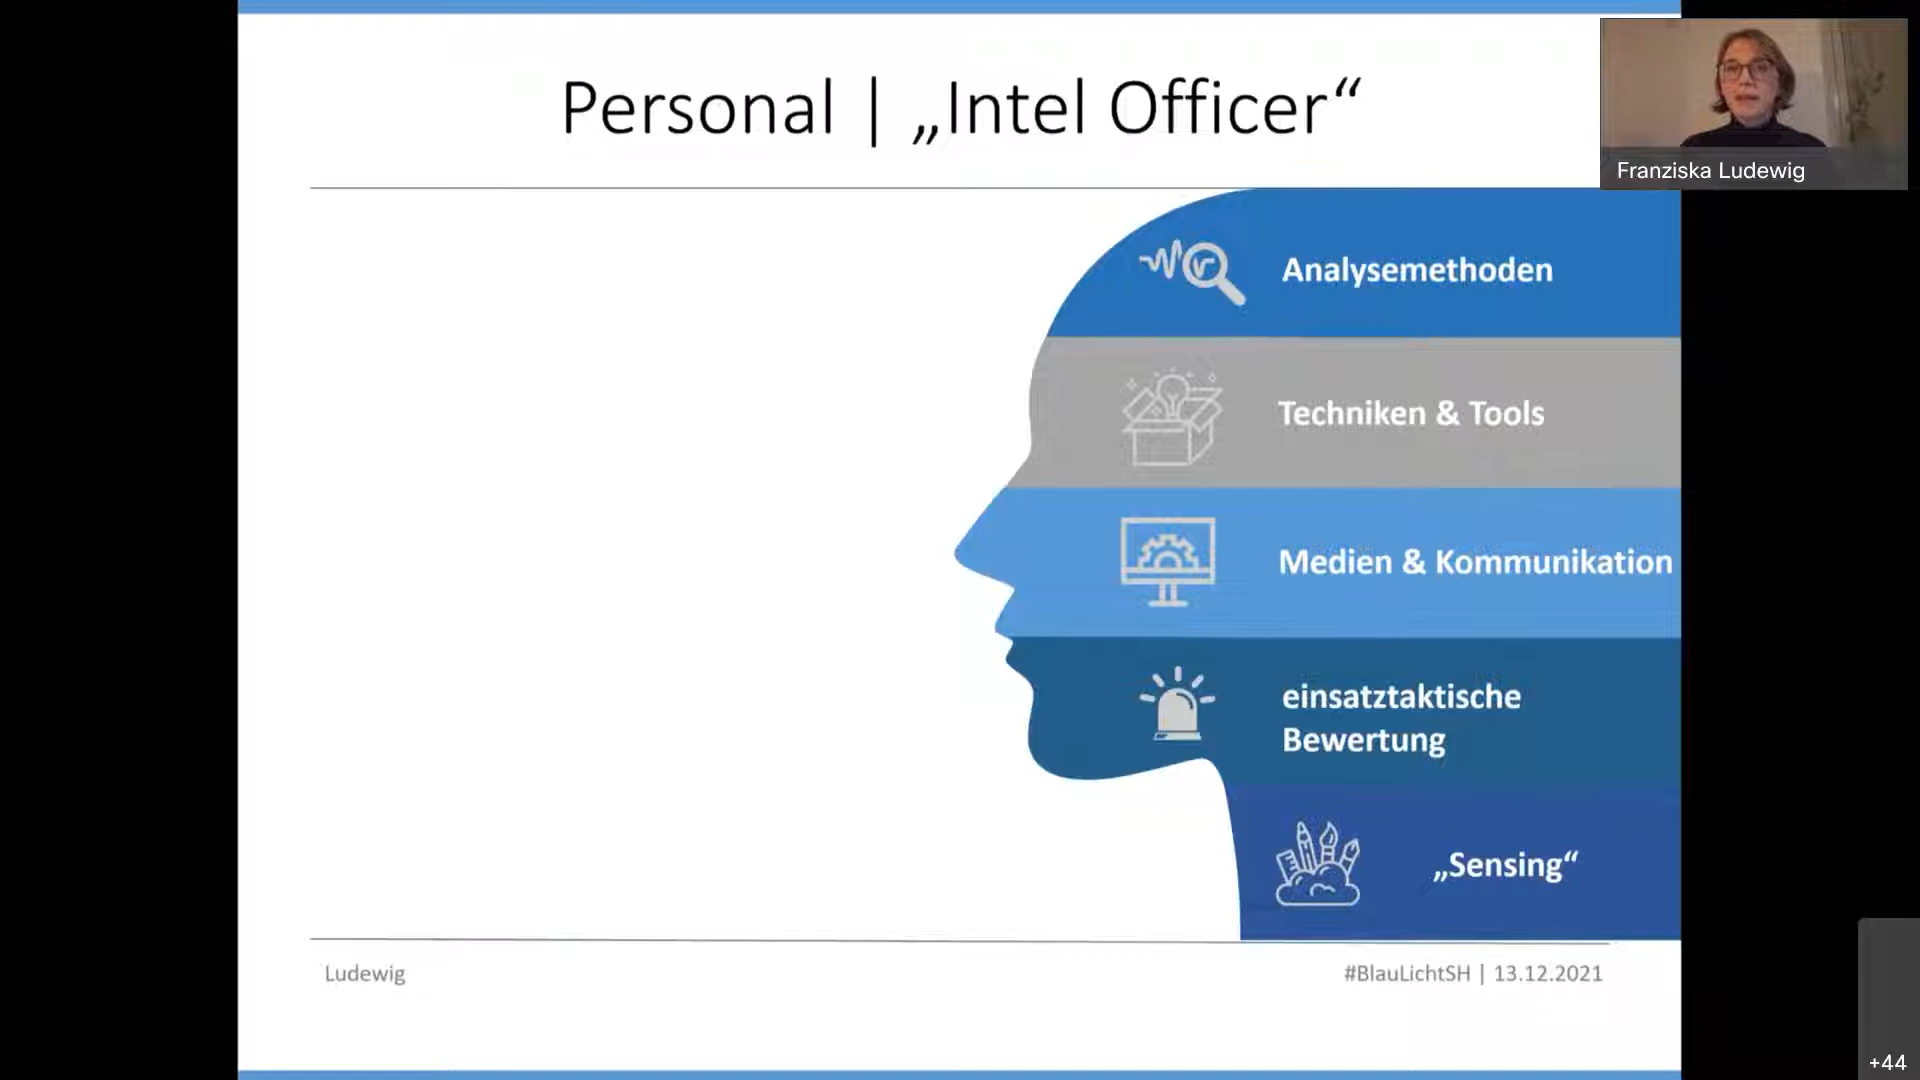 Personal | „Intel Officer“
Franziska Ludewig
Analysemethoden
Techniken & Tools
Medien & Kommunikation
einsatztaktische
Bewertung
„Sensing“
Ludewig
#BlauLichtSH | 13.12.2021
+44